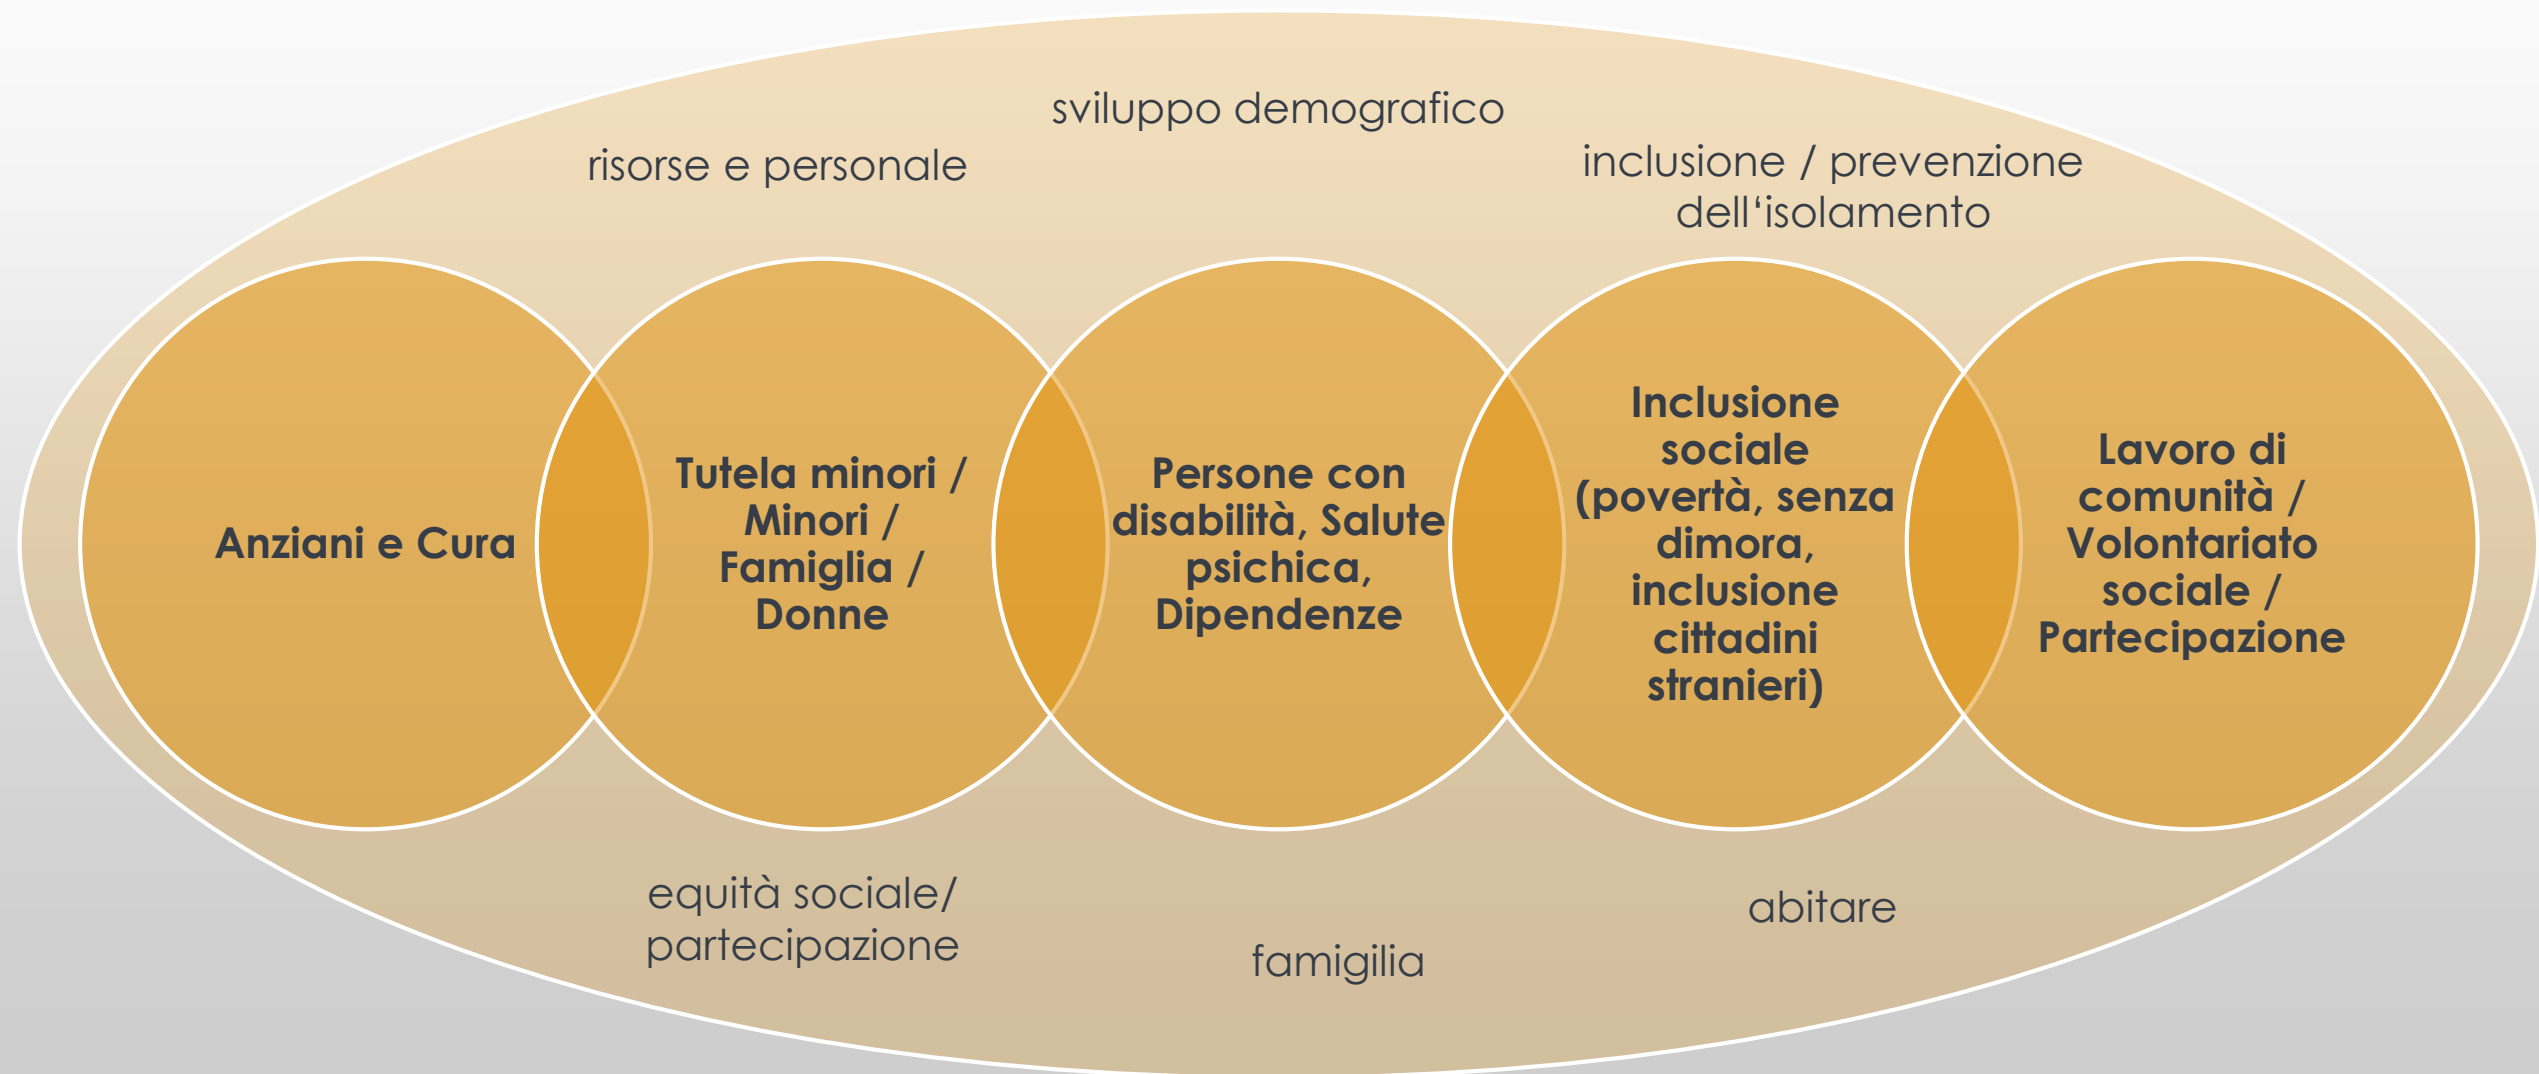 sviluppo demografico
risorse e personale
inclusione / prevenzione
dell‘isolamento
Anziani e Cura
Tutela minori /
Minori /
Famiglia /
Donne
Persone con
disabilità, Salute
psichica,
Dipendenze
Inclusione
sociale
(povertà, senza
dimora,
inclusione
cittadini
stranieri)
Lavoro di
comunità /
Volontariato
sociale /
Partecipazione
equità sociale/
partecipazione
famigilia
abitare